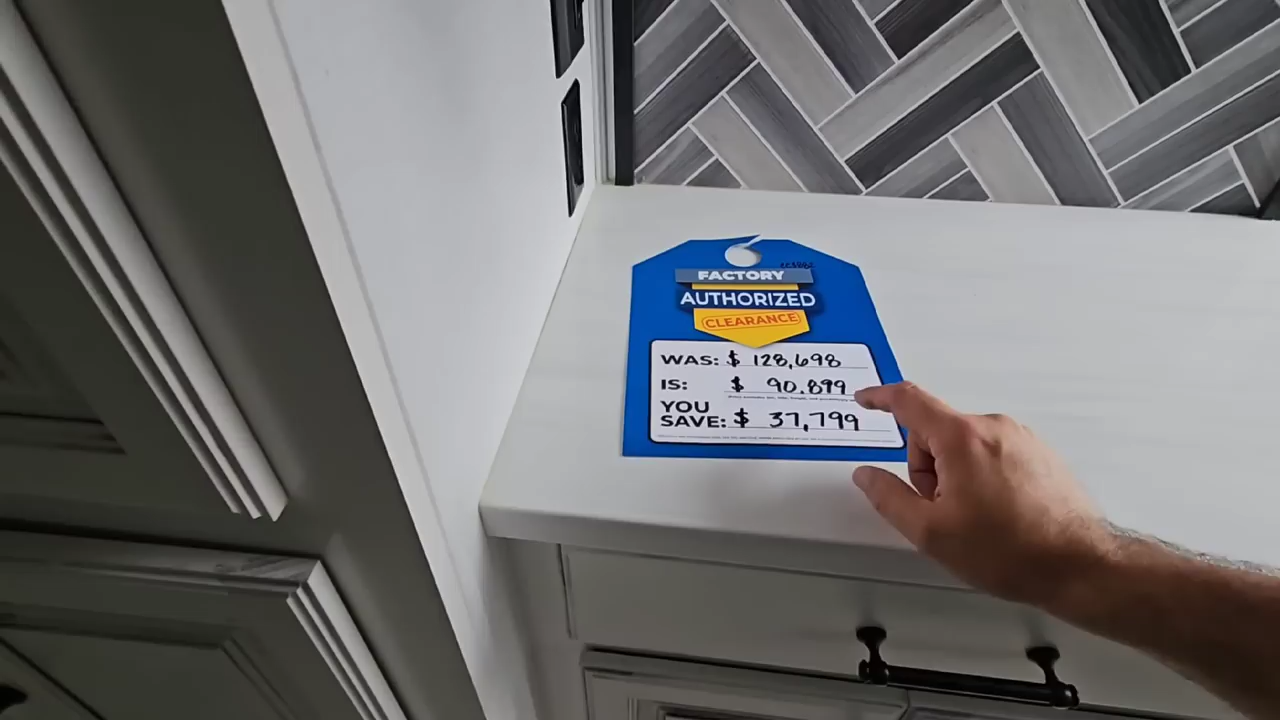 FACTORY
AUTHORIZED
CLEARANCE
WAS: $ 128,698
IS: $ 90,899
YOU SAVE: $ 37,799